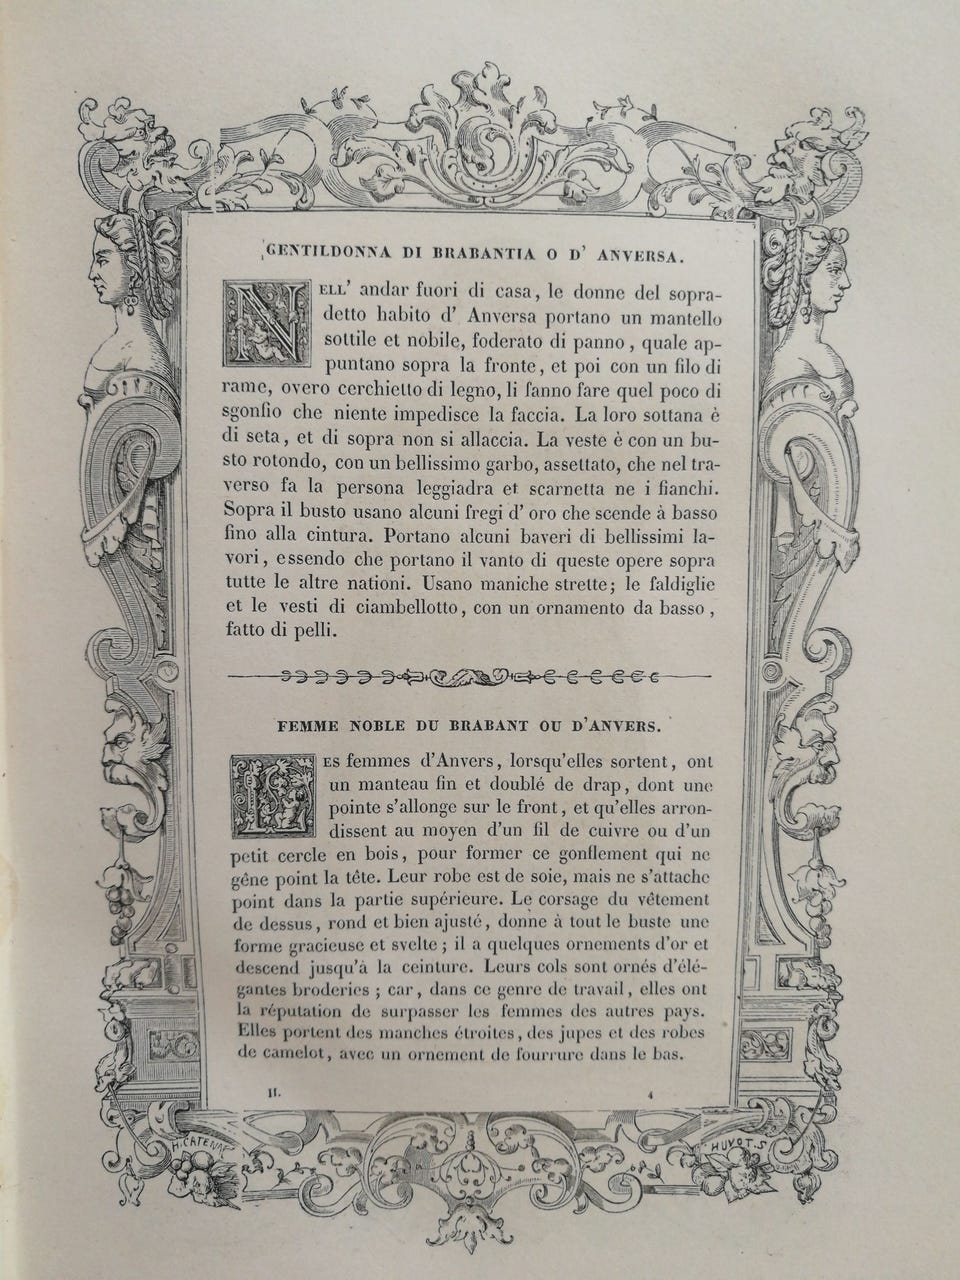 GENTILDONNA DI BRABANTIA O D' ANVERSA.
NELL' andar fuori di casa, le donne del sopra-
detto habito d' Anversa portano un mantello
sottile et nobile, foderato di panno, quale ap-
puntano sopra la fronte, et poi con un filo di
rame, overo cerchietto di legno, li fanno fare quel poco di
sgonfio che niente impedisce la faccia. La loro sottana è
di seta, et di sopra non si allaccia. La veste è con un bu-
sto rotondo, con un bellissimo garbo, assettato, che nel tra-
verso fa la persona leggiadra et scarnetta ne i fianchi.
Sopra il busto usano alcuni fregi d' oro che scende à basso
fino alla cintura. Portano alcuni baveri di bellissimi la-
vori, essendo che portano il vanto di queste opere sopra
tutte le altre nationi. Usano maniche strette; le faldiglie
et le vesti di ciambellotto, con un ornamento da basso,
fatto di pelli.
FEMME NOBLE DU BRABANT OU D'ANVERS.
LES femmes d'Anvers, lorsqu'elles sortent, ont
un manteau fin et doublé de drap, dont une
pointe s'allonge sur le front, et qu'elles arron-
dissent au moyen d'un fil de cuivre ou d'un
petit cercle en bois, pour former ce gonflement qui ne
gêne point la tête. Leur robe est de soie, mais ne s'attache
point dans la partie supérieure. Le corsage du vêtement
de dessus, rond et bien ajusté, donne à tout le buste une
forme gracieuse et svelte; il a quelques ornements d'or et
descend jusqu'à la ceinture. Leurs cols sont ornés d'élé-
gantes broderies; car, dans ce genre de travail, elles ont
la réputation de surpasser les femmes des autres pays.
Elles portent des manches étroites, des jupes et des robes
de camelot, avec un ornement de fourrure dans le bas.
II. 4
H. CATENA HUYOT. S